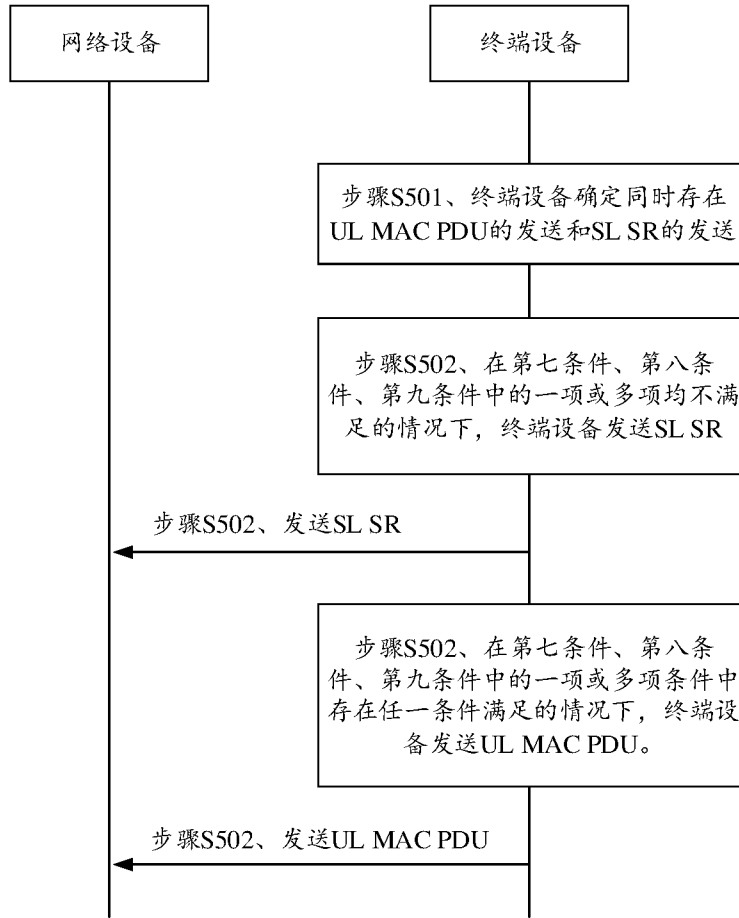 网络设备
终端设备
步骤S501、终端设备确定同时存在
UL MAC PDU的发送和SL SR的发送
步骤S502、在第七条件、第八条
件、第九条件中的一项或多项均不满
足的情况下，终端设备发送SL SR
步骤S502、发送SL SR
步骤S502、在第七条件、第八条
件、第九条件中的一项或多项条件中
存在任一条件满足的情况下，终端设
备发送UL MAC PDU。
步骤S502、发送UL MAC PDU